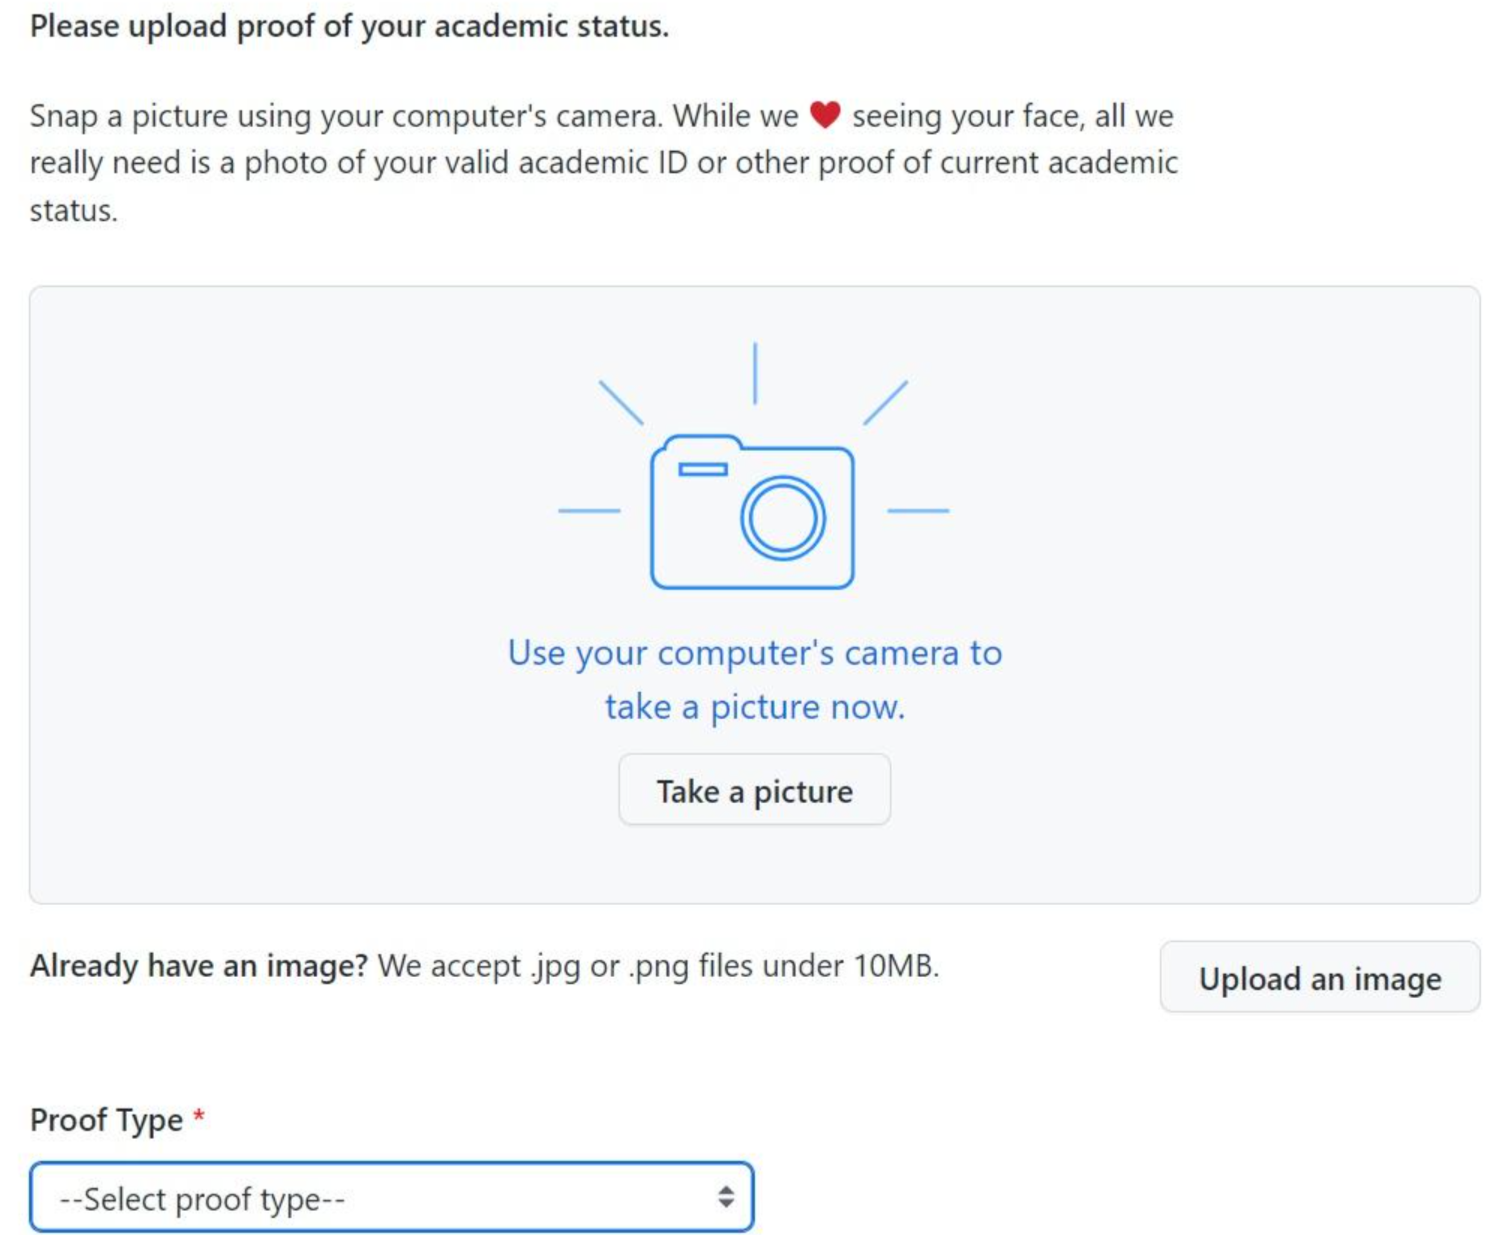 Please upload proof of your academic status.
Snap a picture using your computer's camera. While we ❤ seeing your face, all we
really need is a photo of your valid academic ID or other proof of current academic
status.
Use your computer's camera to
take a picture now.
Take a picture
Already have an image? We accept .jpg or .png files under 10MB.
Upload an image
Proof Type *
--Select proof type--